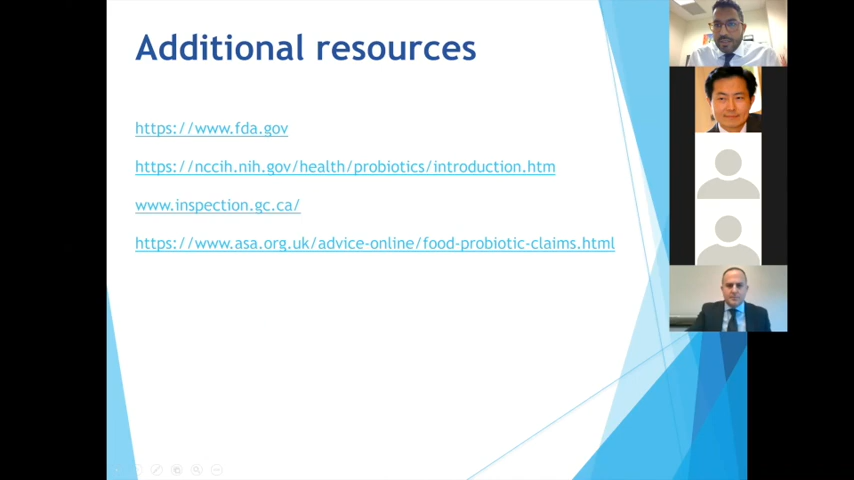 Additional resources
https://www.fda.gov
https://nccih.nih.gov/health/probiotics/introduction.htm
www.inspection.gc.ca/
https://www.asa.org.uk/advice-online/food-probiotic-claims.html